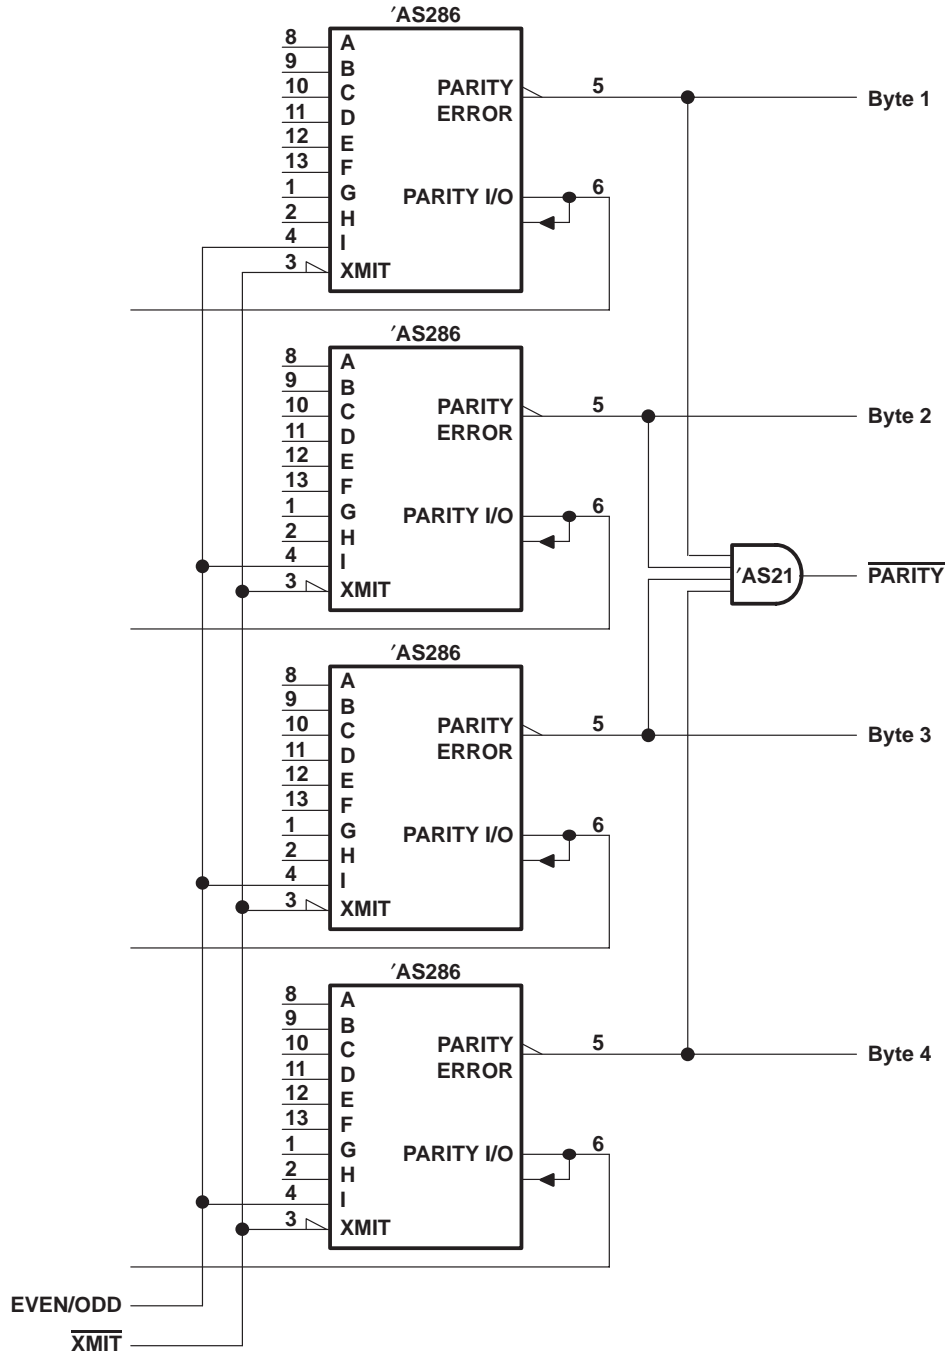 ′AS286
8 A
9 B
10 C
11 D
12 E
13 F
1 G
2 H
4 I
3 XMIT
PARITY
ERROR
5
Byte 1
PARITY I/O
6
′AS286
8 A
9 B
10 C
11 D
12 E
13 F
1 G
2 H
4 I
3 XMIT
PARITY
ERROR
5
Byte 2
PARITY I/O
6
′AS21
PARITY
′AS286
8 A
9 B
10 C
11 D
12 E
13 F
1 G
2 H
4 I
3 XMIT
PARITY
ERROR
5
Byte 3
PARITY I/O
6
′AS286
8 A
9 B
10 C
11 D
12 E
13 F
1 G
2 H
4 I
3 XMIT
PARITY
ERROR
5
Byte 4
PARITY I/O
6
EVEN/ODD
XMIT